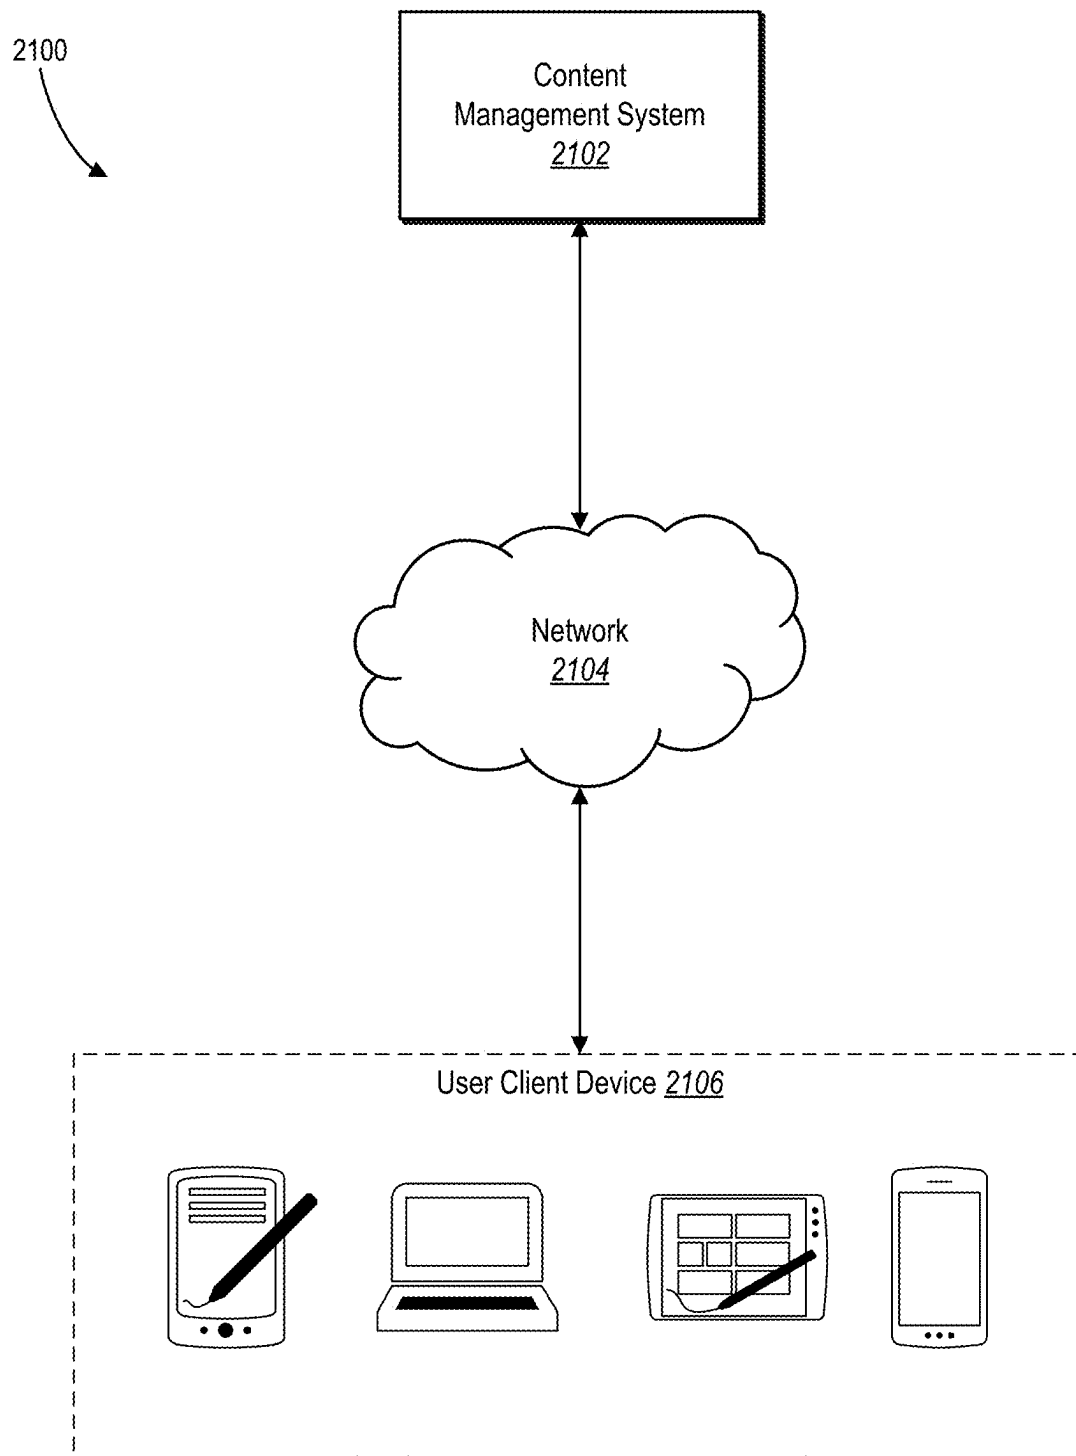 2100
Content
Management System
2102
Network
2104
User Client Device 2106